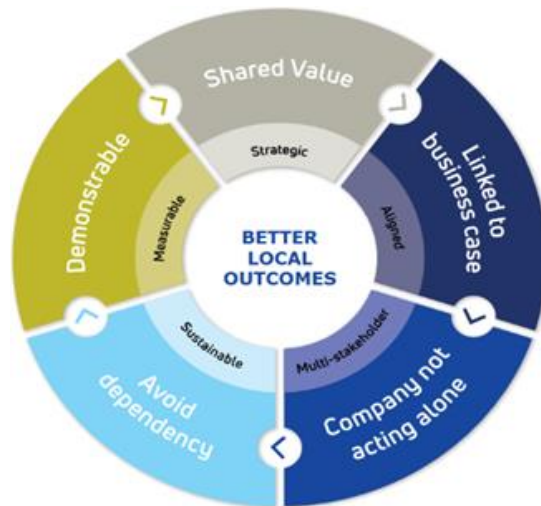 Shared Value
Strategic
Linked to
business case
Aligned
Company not
acting alone
Multi-stakeholder
Avoid
dependency
Sustainable
Demonstrable
Measurable
BETTER
LOCAL
OUTCOMES